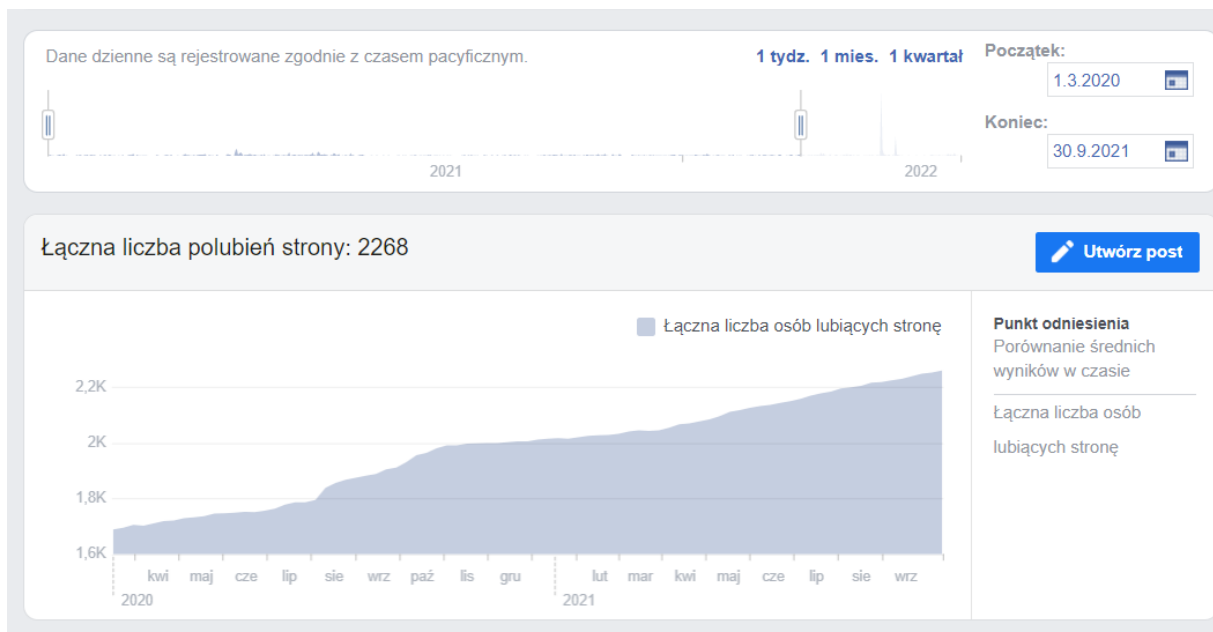 Dane dzienne są rejestrowane zgodnie z czasem pacyficznym.
1 tydz. 1 mies. 1 kwartał
Początek:
1.3.2020
Koniec:
30.9.2021
2021
2022
Łączna liczba polubień strony: 2268
Utwórz post
Łączna liczba osób lubiących stronę
2,2K
2K
1,8K
1,6K
kwi maj cze lip sie wrz paź lis gru lut mar kwi maj cze lip sie wrz
2020 2021
Punkt odniesienia
Porównanie średnich
wyników w czasie
Łączna liczba osób
lubiących stronę